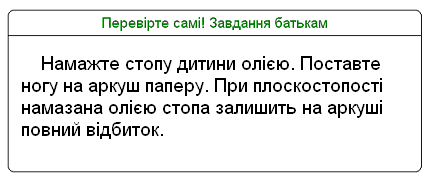 Перевірте самі! Завдання батькам
Намажте стопу дитини олією. Поставте
ногу на аркуш паперу. При плоскостопості
намазана олією стопа залишить на аркуші
повний відбиток.